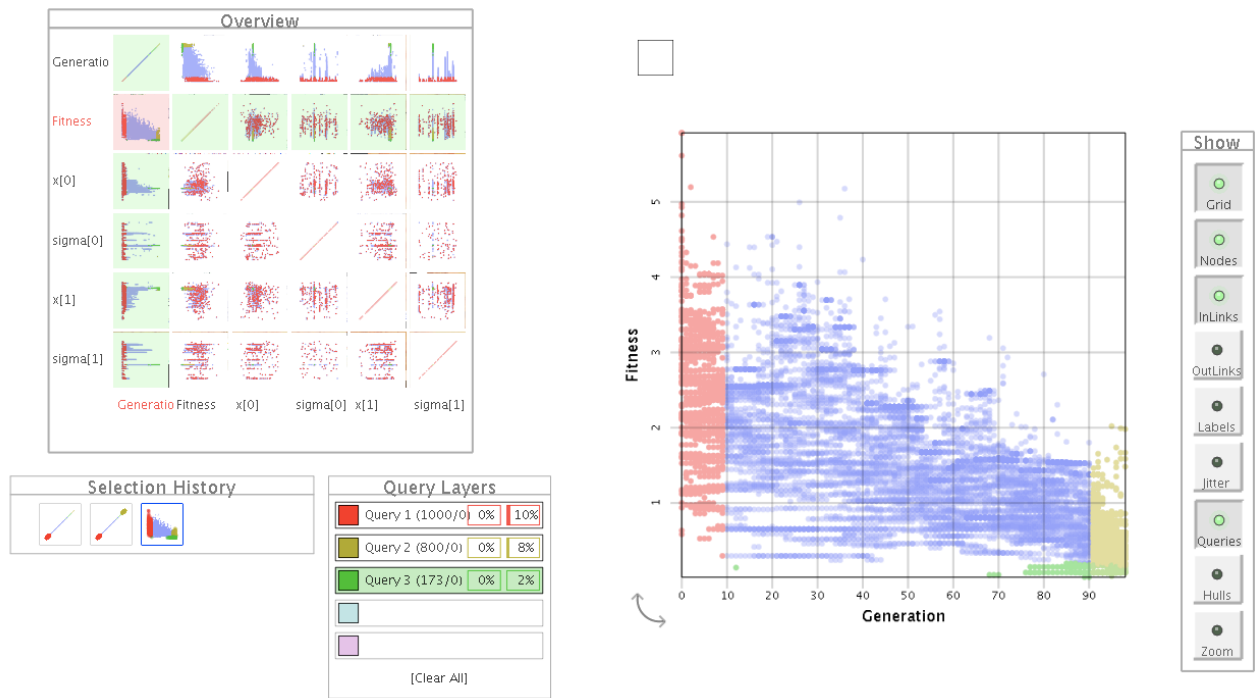 Overview
Generatio
Fitness
x[0]
sigma[0]
x[1]
sigma[1]
Generatio Fitness x[0] sigma[0] x[1] sigma[1]
Selection History
Query Layers
Query 1 (1000/0) 0% 10%
Query 2 (800/0) 0% 8%
Query 3 (173/0) 0% 2%
[Clear All]
Fitness
5
4
3
2
1
0 10 20 30 40 50 60 70 80 90
Generation
Show
Grid
Nodes
InLinks
OutLinks
Labels
Jitter
Queries
Hulls
Zoom